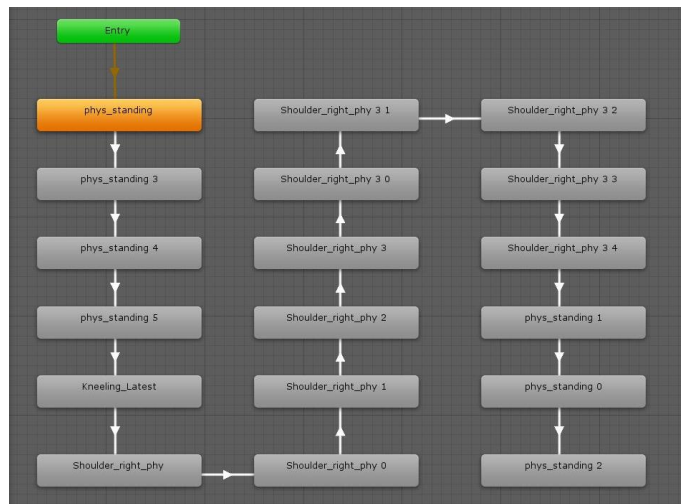 Entry
phys_standing
phys_standing 3
phys_standing 4
phys_standing 5
Kneeling_Latest
Shoulder_right_phy
Shoulder_right_phy 0
Shoulder_right_phy 1
Shoulder_right_phy 2
Shoulder_right_phy 3
Shoulder_right_phy 3 0
Shoulder_right_phy 3 1
Shoulder_right_phy 3 2
Shoulder_right_phy 3 3
Shoulder_right_phy 3 4
phys_standing 1
phys_standing 0
phys_standing 2